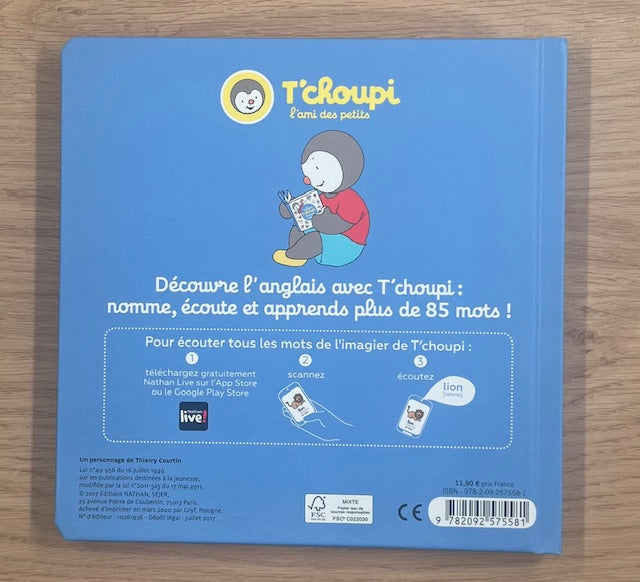 T'choupi
l'ami des petits
Découvre l'anglais avec T'choupi :
nomme, écoute et apprends plus de 85 mots !
Pour écouter tous les mots de l'imagier de T'choupi :
1
téléchargez gratuitement
Nathan Live sur l'App Store
ou le Google Play Store
Nathan
live!
2
scannez
3
écoutez
lion
Un personnage de Thierry Courtin
Loi n°49-956 du 16 juillet 1949
sur les publications destinées à la jeunesse,
modifiée par la loi n°2011-525 du 17 mai 2011.
© 2017 Éditions NATHAN, SEJER,
25 avenue Pierre de Coubertin, 75013 Paris.
Achevé d'imprimer en mars 2020 par Gryf, Pologne.
N° d'éditeur : 10261936 - Dépôt légal : juillet 2017
FSC
MIXTE
Papier issu de
sources responsables
FSC® C022030
CE
11,90 € prix France
ISBN : 978-2-09-257558-1
9 782092 575581